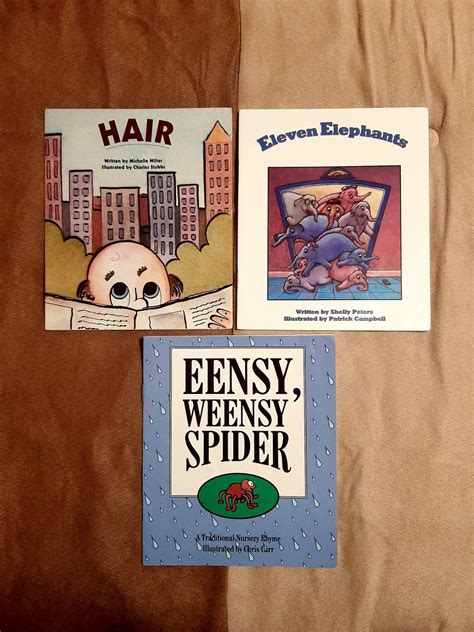 HAIR
Written by Michelle Miller
Illustrated by Charles Stubbs
Eleven Elephants
Written by Shelly Peters
Illustrated by Patrick Campbell
EENSY,
WEENSY
SPIDER
A Traditional Nursery Rhyme
Illustrated by Chris Carr